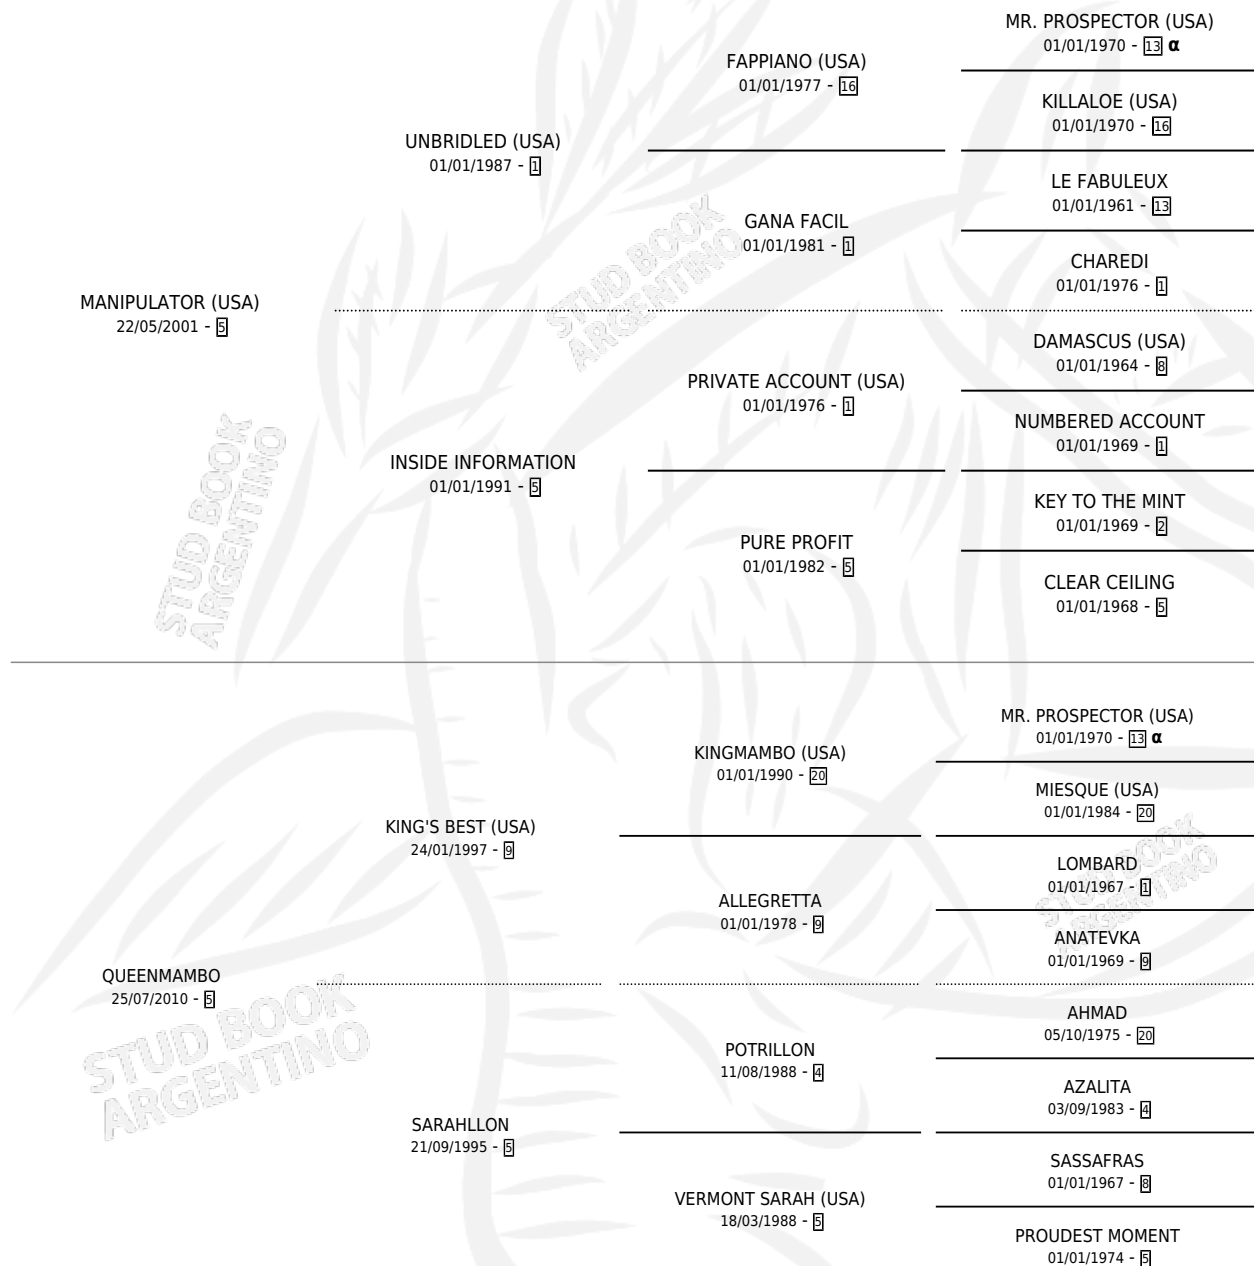 MR. PROSPECTOR (USA)
01/01/1970 - 13 α
FAPPIANO (USA)
01/01/1977 - 16
KILLALOE (USA)
01/01/1970 - 16
UNBRIDLED (USA)
01/01/1987 - 1
LE FABULEUX
01/01/1961 - 13
GANA FACIL
01/01/1981 - 1
CHAREDI
01/01/1976 - 1
MANIPULATOR (USA)
22/05/2001 - 5
DAMASCUS (USA)
01/01/1964 - 8
PRIVATE ACCOUNT (USA)
01/01/1976 - 1
NUMBERED ACCOUNT
01/01/1969 - 1
INSIDE INFORMATION
01/01/1991 - 5
KEY TO THE MINT
01/01/1969 - 2
PURE PROFIT
01/01/1982 - 5
CLEAR CEILING
01/01/1968 - 5
MR. PROSPECTOR (USA)
01/01/1970 - 13 α
KINGMAMBO (USA)
01/01/1990 - 20
MIESQUE (USA)
01/01/1984 - 20
KING'S BEST (USA)
24/01/1997 - 9
LOMBARD
01/01/1967 - 1
ALLEGRETTA
01/01/1978 - 9
ANATEVKA
01/01/1969 - 9
QUEENMAMBO
25/07/2010 - 5
AHMAD
05/10/1975 - 20
POTRILLON
11/08/1988 - 4
AZALITA
03/09/1983 - 4
SARAHLLON
21/09/1995 - 5
SASSAFRAS
01/01/1967 - 8
VERMONT SARAH (USA)
18/03/1988 - 5
PROUDEST MOMENT
01/01/1974 - 5
STUD BOOK
ARGENTINO
STUD BOOK
ARGENTINO
STUD BOOK
ARGENTINO
STUD BOOK
ARGENTINO